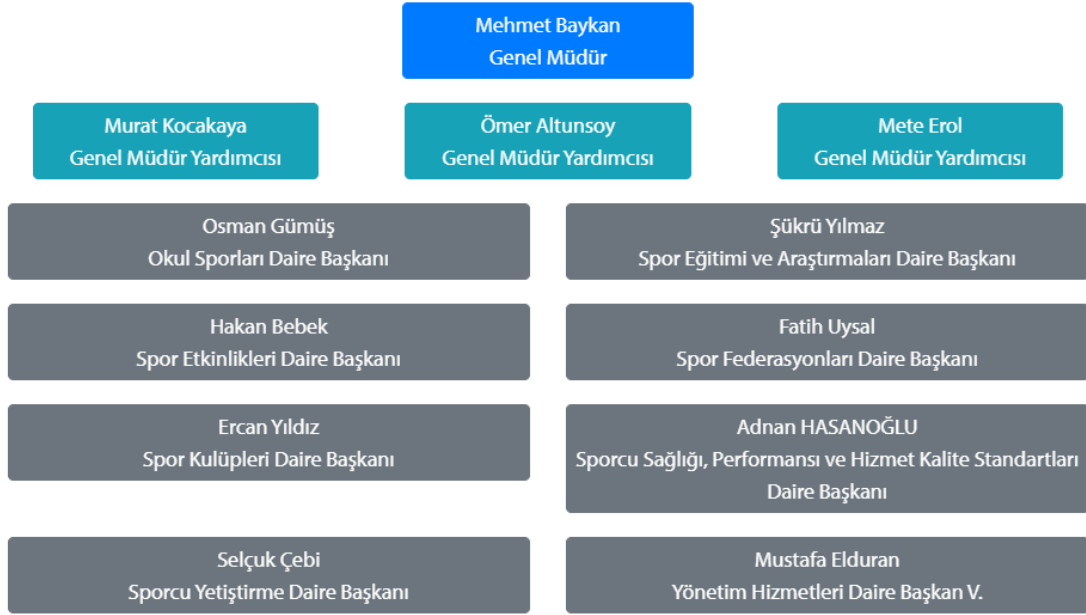 Mehmet Baykan
Genel Müdür
Murat Kocakaya
Genel Müdür Yardımcısı
Ömer Altunsoy
Genel Müdür Yardımcısı
Mete Erol
Genel Müdür Yardımcısı
Osman Gümüş
Okul Sporları Daire Başkanı
Şükrü Yılmaz
Spor Eğitimi ve Araştırmaları Daire Başkanı
Hakan Bebek
Spor Etkinlikleri Daire Başkanı
Fatih Uysal
Spor Federasyonları Daire Başkanı
Ercan Yıldız
Spor Kulüpleri Daire Başkanı
Adnan HASANOĞLU
Sporcu Sağlığı, Performansı ve Hizmet Kalite Standartları
Daire Başkanı
Selçuk Çebi
Sporcu Yetiştirme Daire Başkanı
Mustafa Elduran
Yönetim Hizmetleri Daire Başkan V.